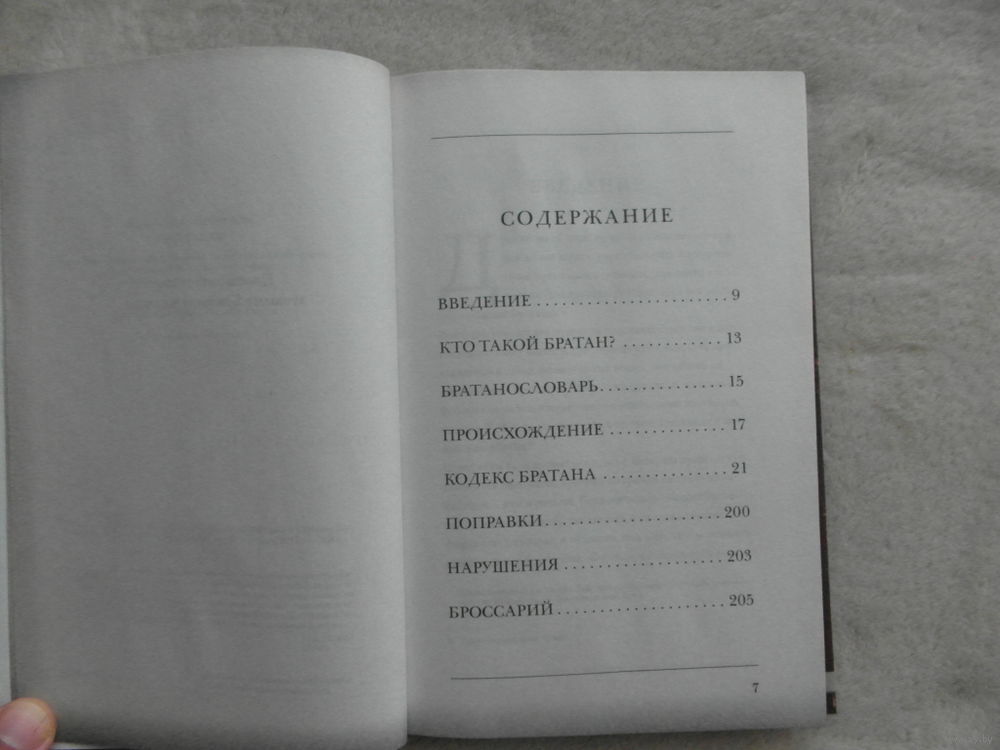 СОДЕРЖАНИЕ
ВВЕДЕНИЕ ....................... 9
КТО ТАКОЙ БРАТАН? ............ 13
БРАТАНОСЛОВАРЬ............... 15
ПРОИСХОЖДЕНИЕ .............. 17
КОДЕКС БРАТАНА ............... 21
ПОПРАВКИ..................... 200
НАРУШЕНИЯ ................... 203
БРОССАРИЙ.................... 205
7